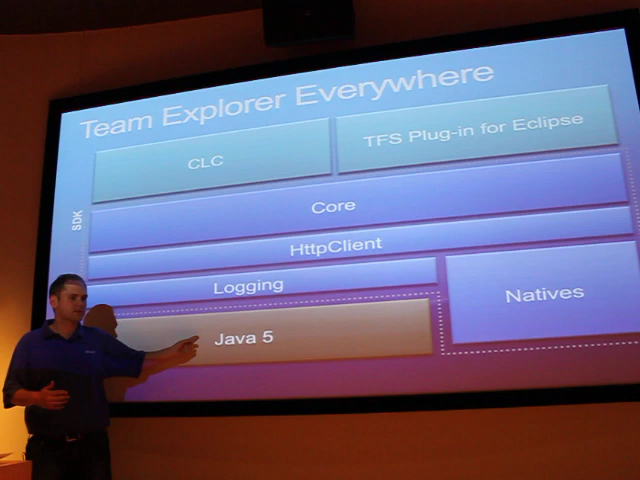 Team Explorer Everywhere
CLC
TFS Plug-in for Eclipse
SDK
Core
HttpClient
Logging
Natives
Java 5